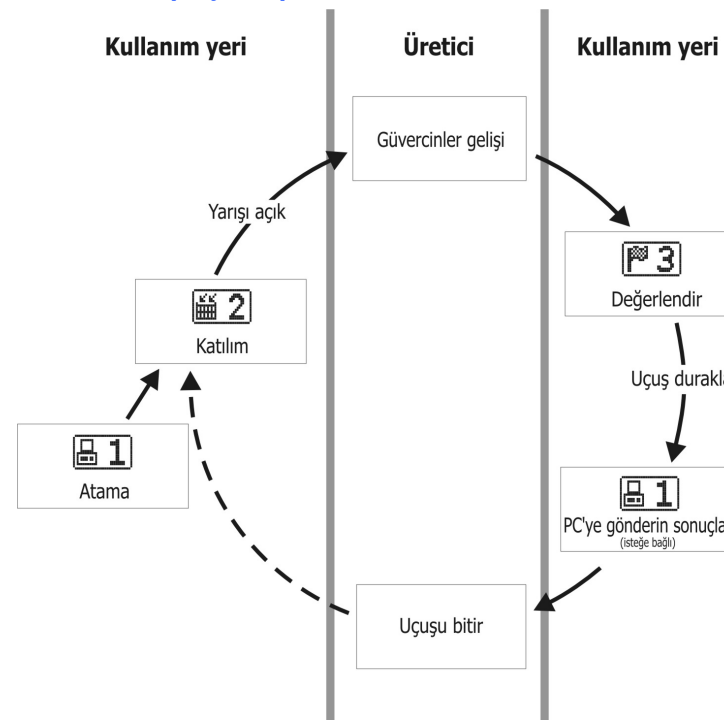 Kullanım yeri
Üretici
Kullanım yeri
Güvercinler gelişi
Yarışı açık
3
Değerlendir
2
Katılım
Uçuş
1
Atama
1
PC'ye gönderin
(isteğe bağlı)
Uçuşu bitir